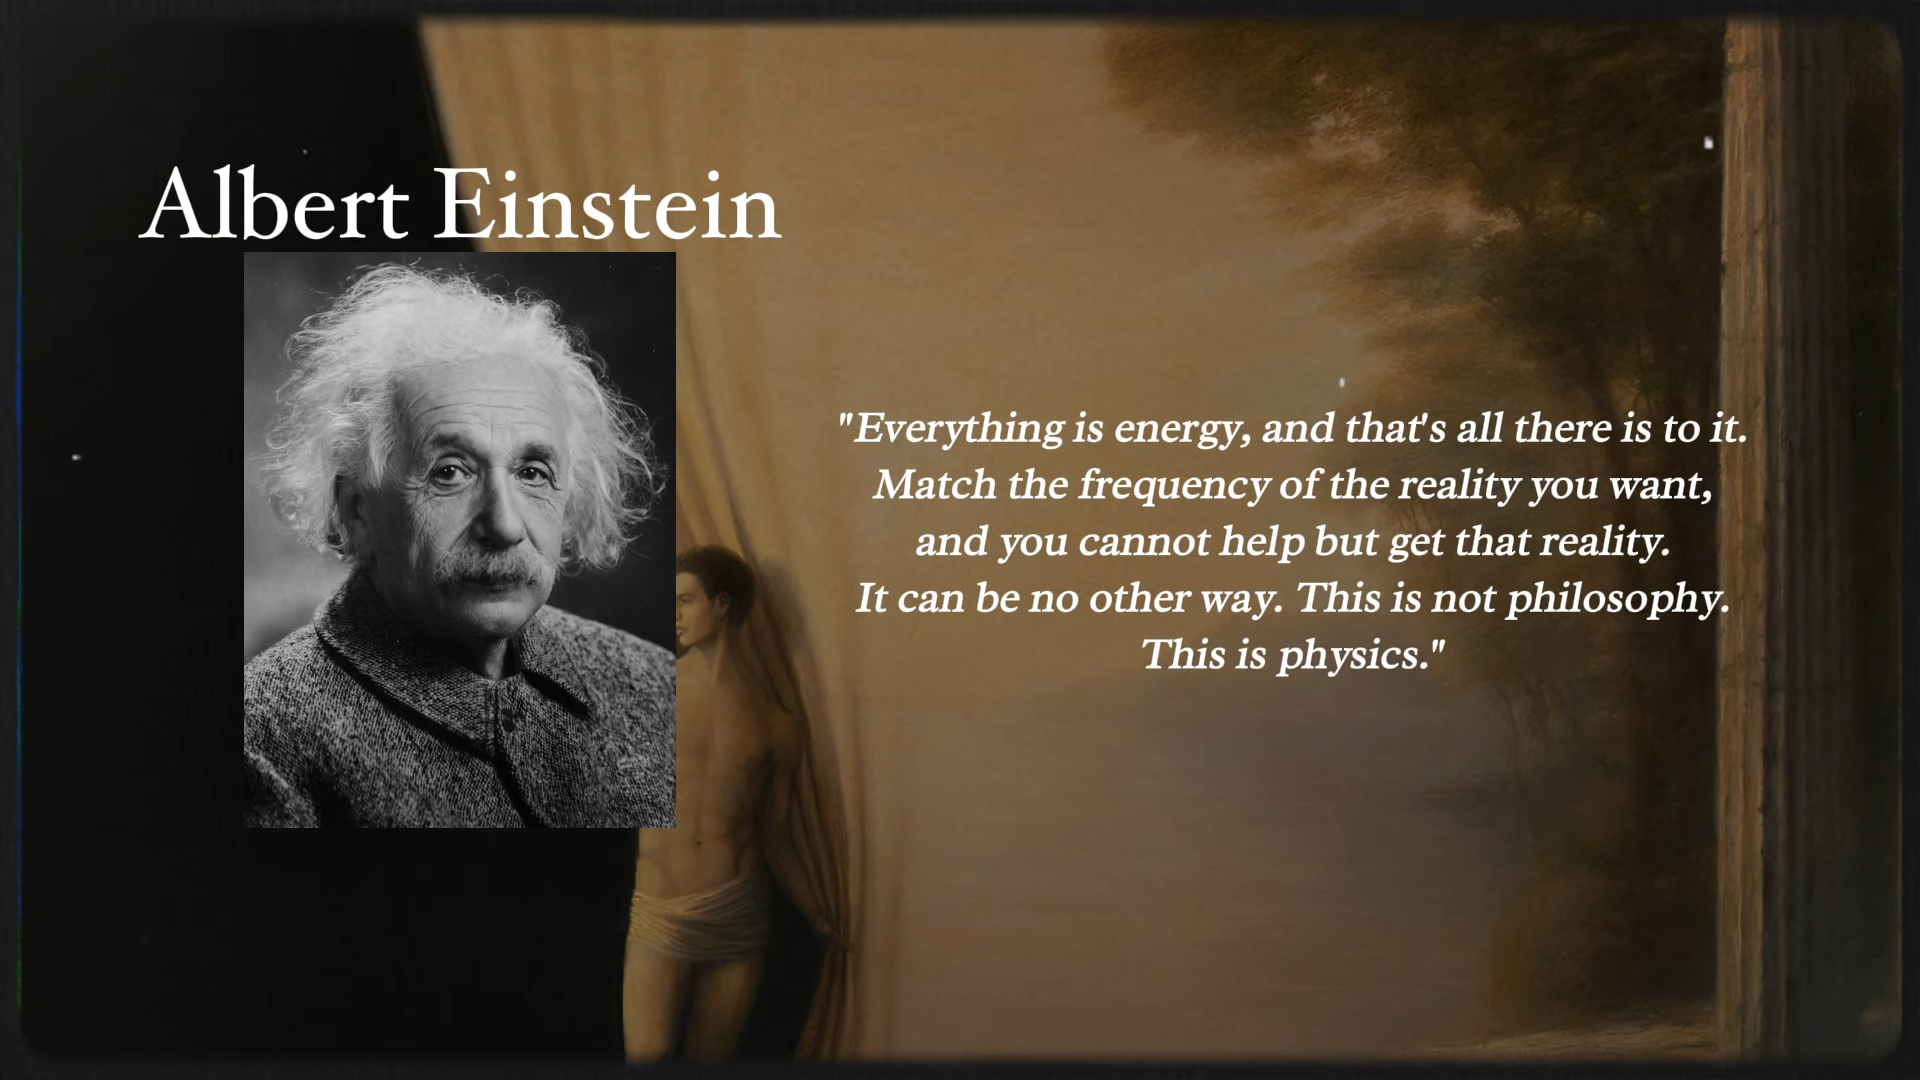 Albert Einstein
"Everything is energy, and that's all there is to it.
Match the frequency of the reality you want,
and you cannot help but get that reality.
It can be no other way. This is not philosophy.
This is physics."